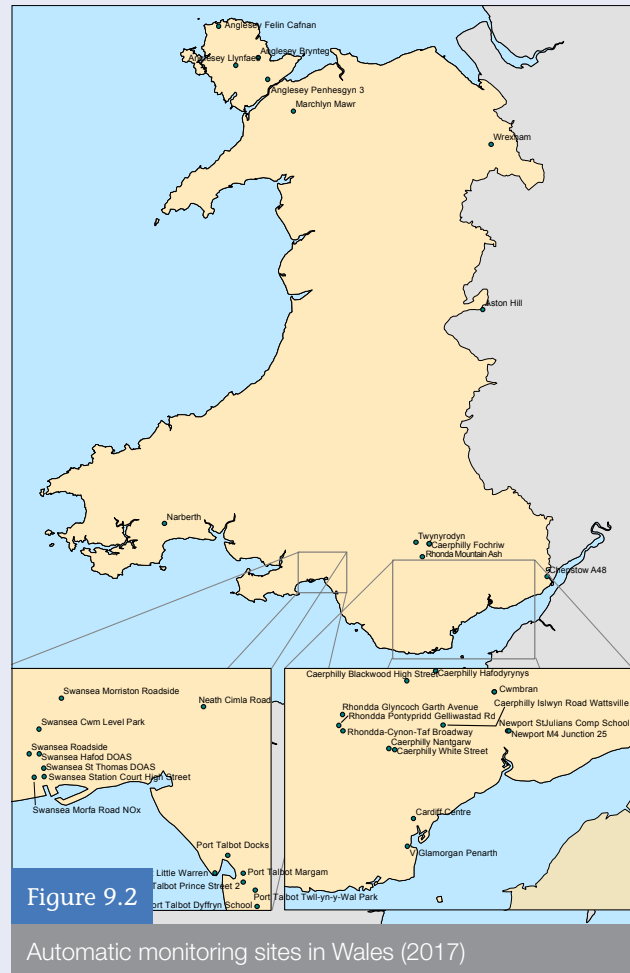 Anglesey Felin Cafnan
Anglesey Brynteg
Anglesey Llynfaes
Anglesey Penhesgyn 3
Marchlyn Mawr
Wrexham
Aston Hill
Narberth
Twynyrodyn
Caerphilly Fochriw
Rhonda Mountain Ash
Chepstow A48
Swansea Morriston Roadside
Neath Cimla Road
Swansea Cwm Level Park
Swansea Roadside
Swansea Hafod DOAS
Swansea St Thomas DOAS
Swansea Station Court High Street
Swansea Morfa Road NOx
Port Talbot Docks
Little Warren
Port Talbot Margam
Talbot Prince Street 2
Port Talbot Twll-yn-y-Wal Park
ort Talbot Dyffryn School
Caerphilly Blackwood High Street
Caerphilly Hafodyrynys
Cwmbran
Caerphilly Islwyn Road Wattsville
Rhondda Glyncoch Garth Avenue
Rhondda Pontypridd Gelliwastad Rd
Newport StJulians Comp School
Rhondda-Cynon-Taf Broadway
Newport M4 Junction 25
Caerphilly Nantgarw
Caerphilly White Street
Cardiff Centre
V Glamorgan Penarth
Figure 9.2
Automatic monitoring sites in Wales (2017)